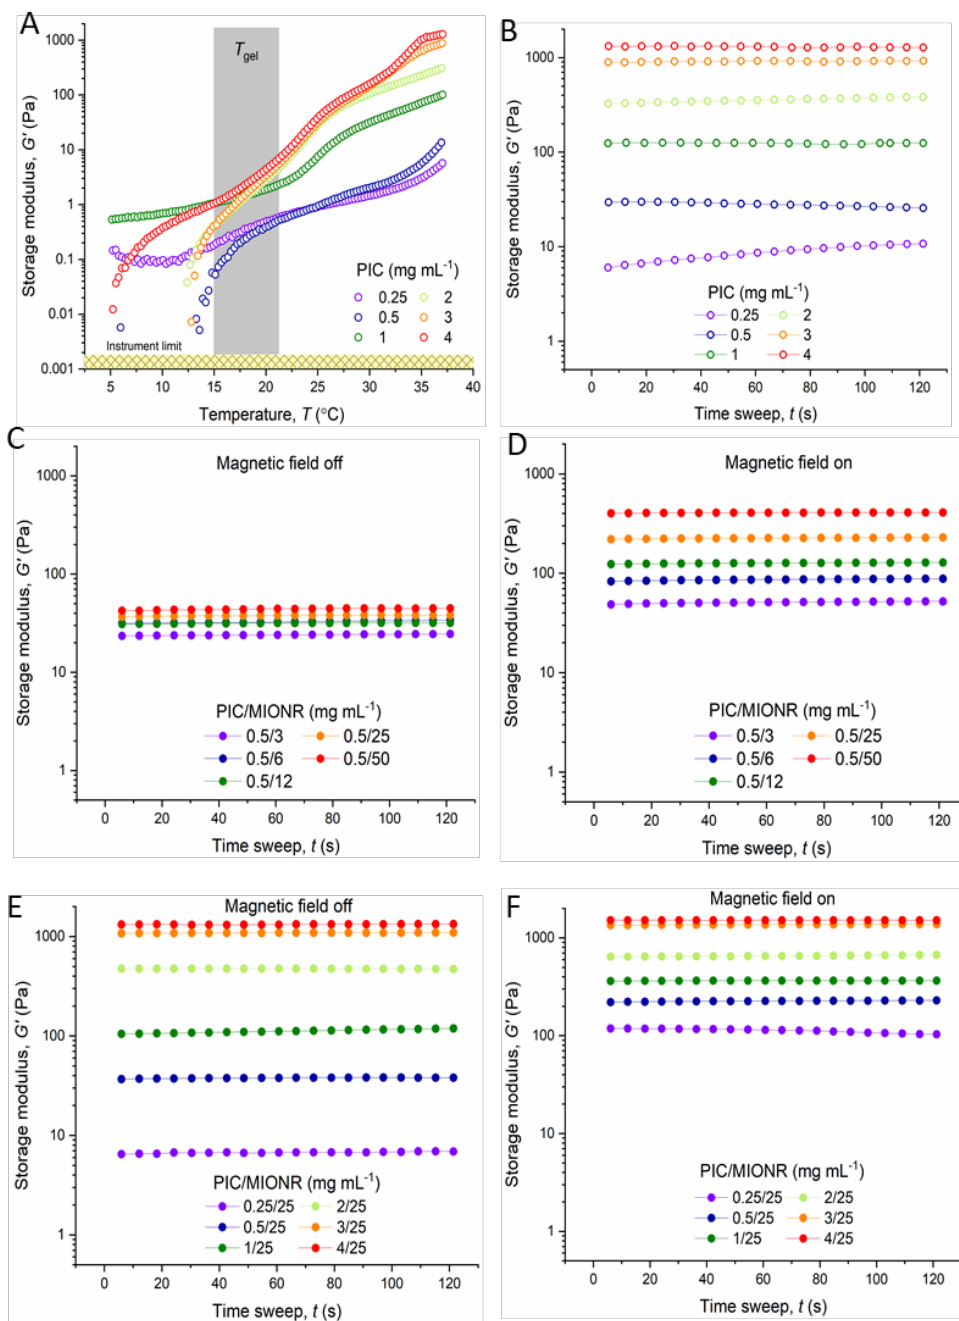 A
1000
100
10
1
0.1
0.01
0.001
Storage modulus, G′ (Pa)
Tgel
PIC (mg mL-1)
0.25 2
0.5 3
1 4
Instrument limit
5 10 15 20 25 30 35 40
Temperature, T (°C)
B
1000
100
10
1
Storage modulus, G′ (Pa)
PIC (mg mL-1)
0.25 2
0.5 3
1 4
0 20 40 60 80 100 120
Time sweep, t (s)
C
Magnetic field off
1000
100
10
1
Storage modulus, G′ (Pa)
PIC/MIONR (mg mL-1)
0.5/3 0.5/25
0.5/6 0.5/50
0.5/12
0 20 40 60 80 100 120
Time sweep, t (s)
D
Magnetic field on
1000
100
10
1
Storage modulus, G′ (Pa)
PIC/MIONR (mg mL-1)
0.5/3 0.5/25
0.5/6 0.5/50
0.5/12
0 20 40 60 80 100 120
Time sweep, t (s)
E
Magnetic field off
1000
100
10
1
Storage modulus, G′ (Pa)
PIC/MIONR (mg mL-1)
0.25/25 2/25
0.5/25 3/25
1/25 4/25
0 20 40 60 80 100 120
Time sweep, t (s)
F
Magnetic field on
1000
100
10
1
Storage modulus, G′ (Pa)
PIC/MIONR (mg mL-1)
0.25/25 2/25
0.5/25 3/25
1/25 4/25
0 20 40 60 80 100 120
Time sweep, t (s)